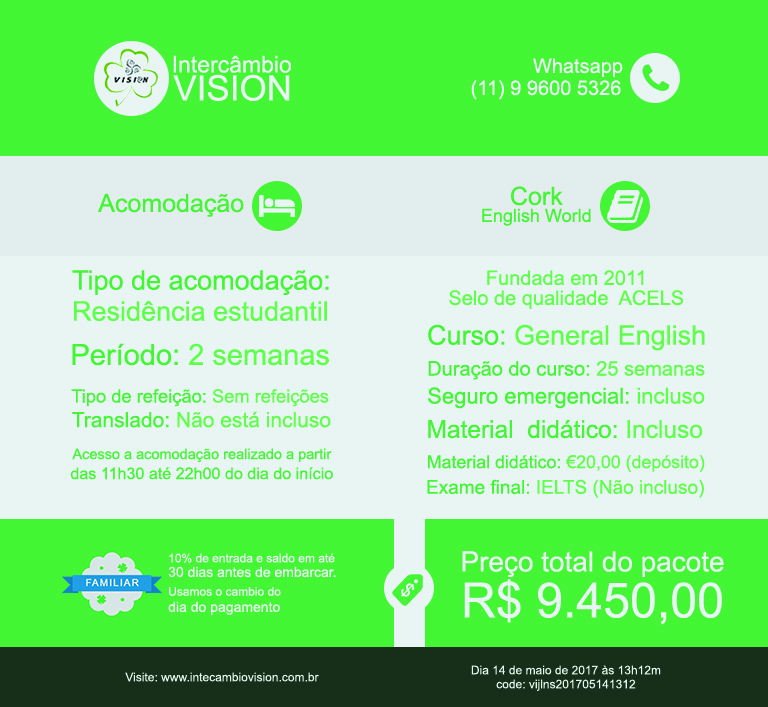 VISION
Intercâmbio
VISION
Whatsapp
(11) 9 9600 5326
Acomodação
Cork
English World
Tipo de acomodação:
Residência estudantil
Período: 2 semanas
Tipo de refeição: Sem refeições
Translado: Não está incluso
Acesso a acomodação realizado a partir
das 11h30 até 22h00 do dia do início
Fundada em 2011
Selo de qualidade ACELS
Curso: General English
Duração do curso: 25 semanas
Seguro emergencial: incluso
Material didático: Incluso
Material didático: €20,00 (depósito)
Exame final: IELTS (Não incluso)
FAMILIAR
10% de entrada e saldo em até
30 dias antes de embarcar.
Usamos o cambio do
dia do pagamento
$
Preço total do pacote
R$ 9.450,00
Visite: www.intecambiovision.com.br
Dia 14 de maio de 2017 às 13h12m
code: vijlns201705141312